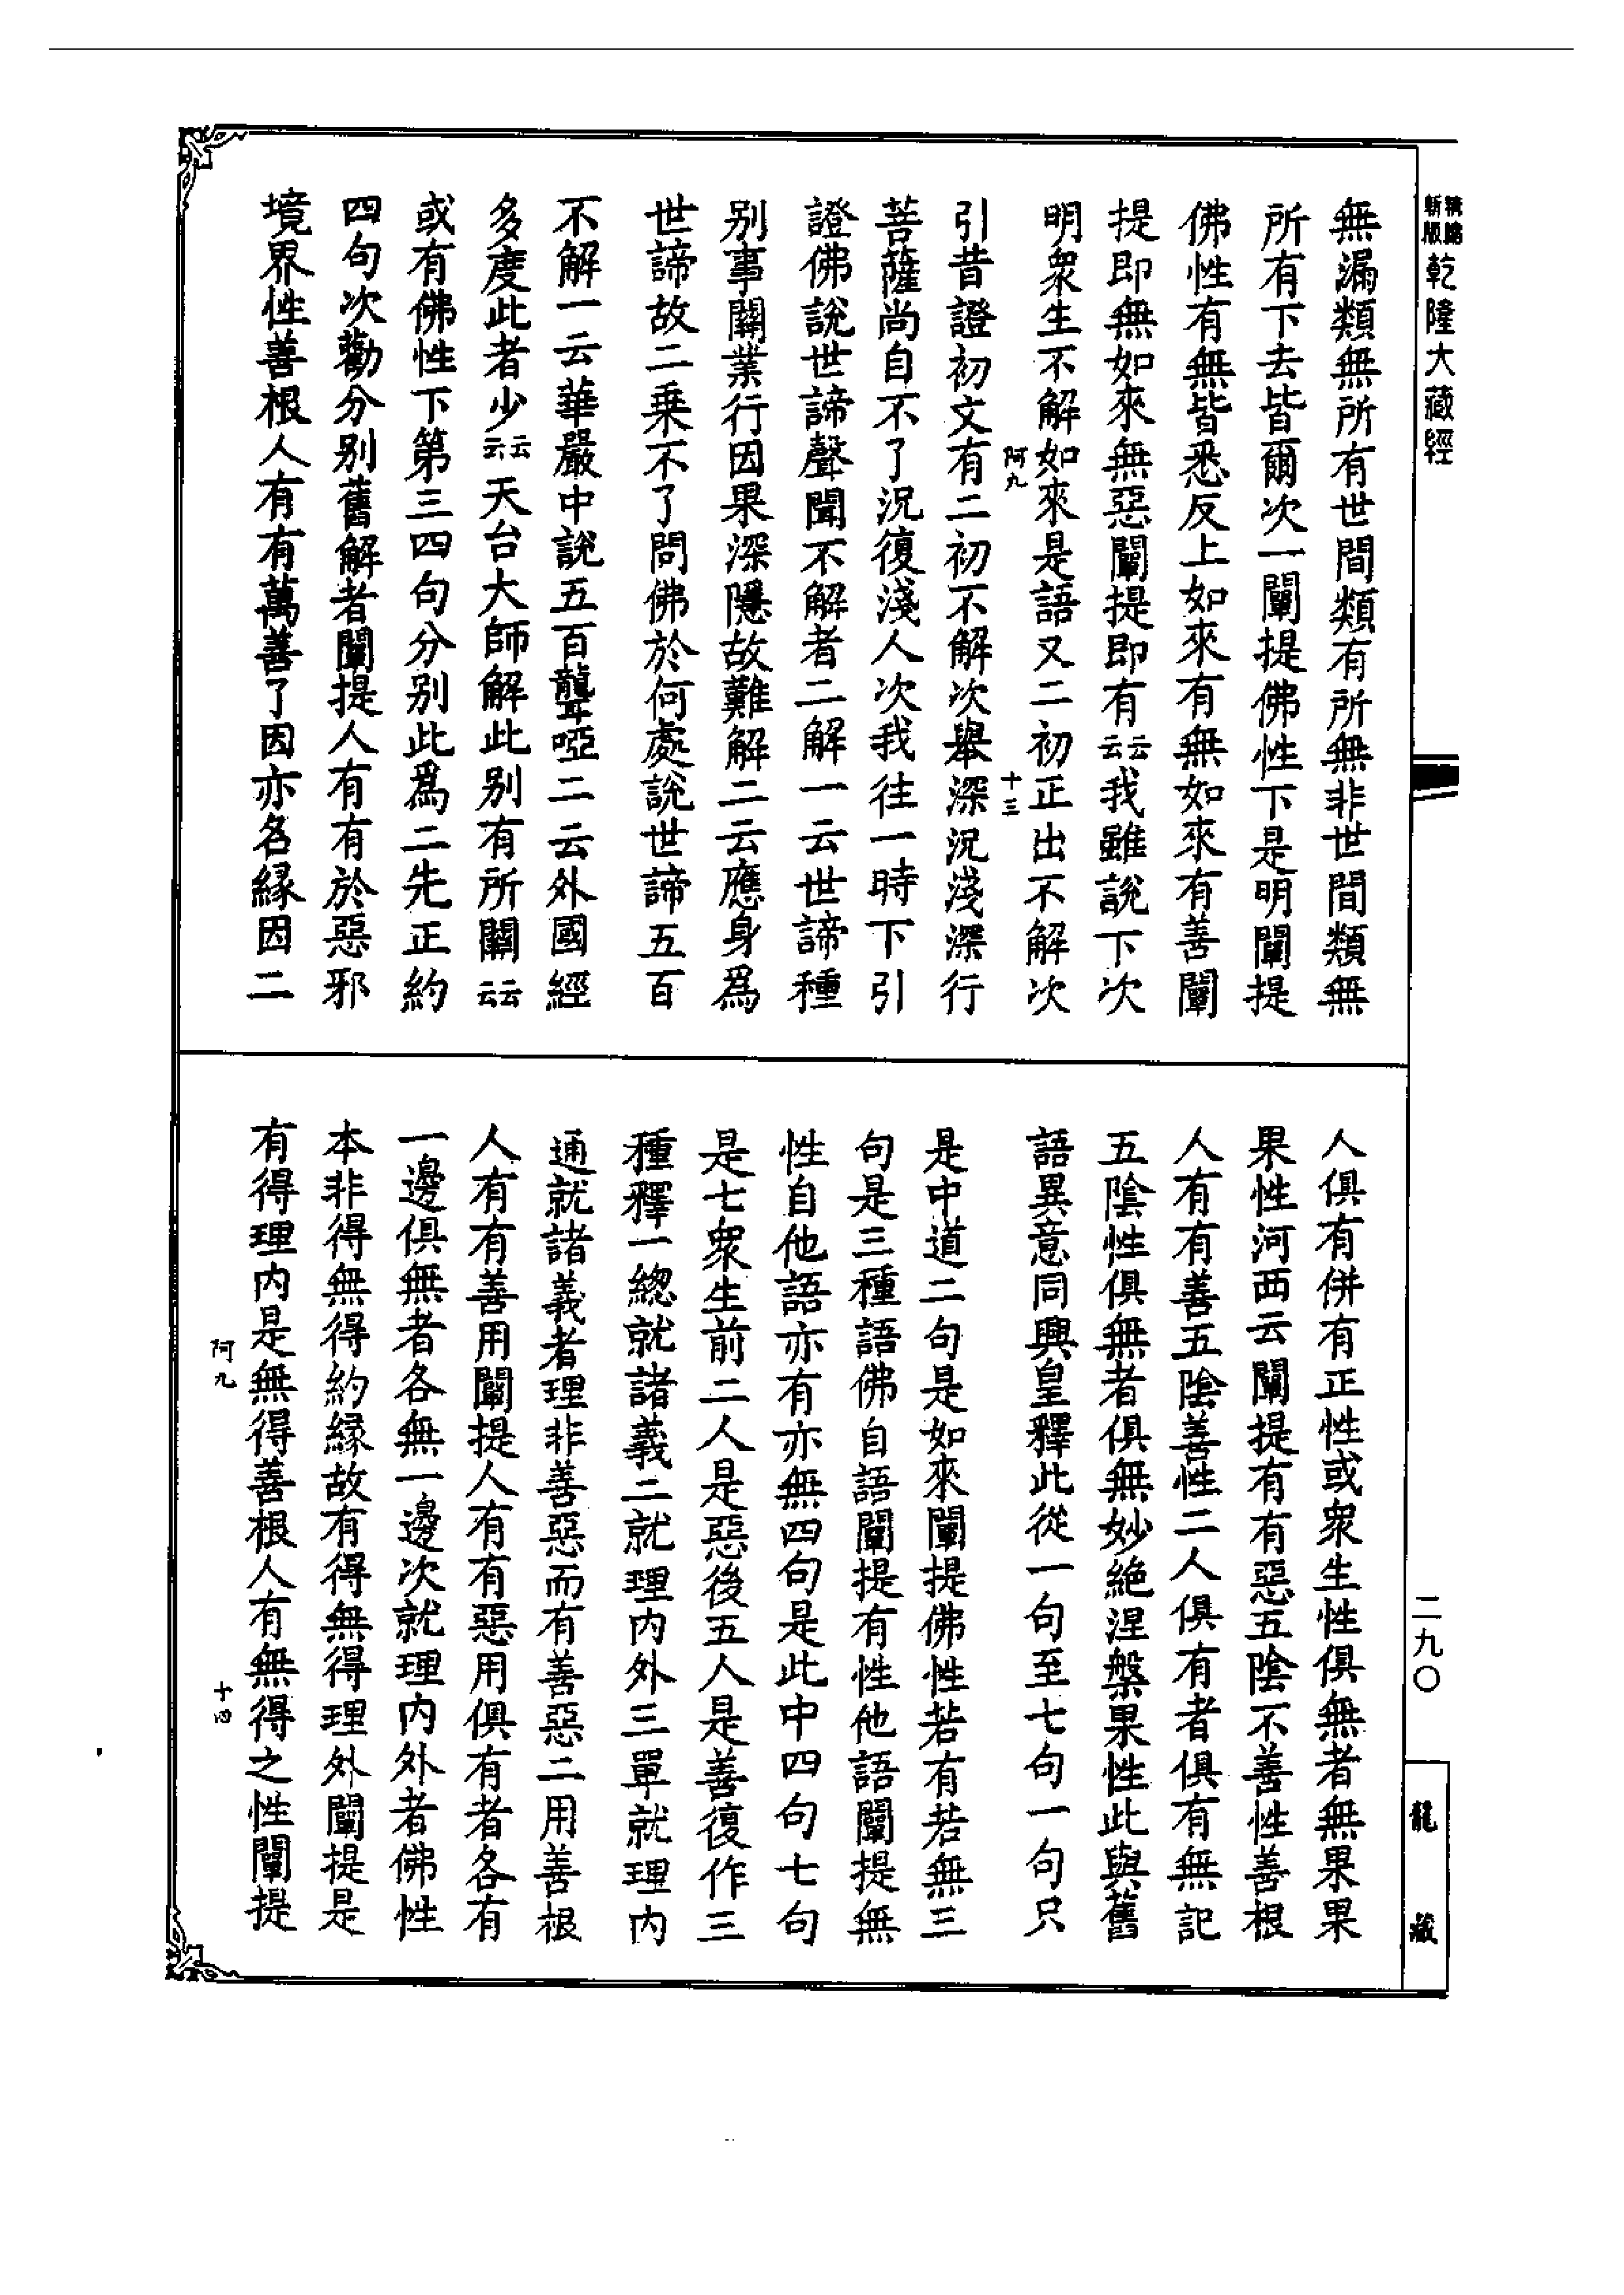 精縮
新版
乾隆大藏經
無漏類無所有世間類有所無非世間類無
所有下去皆爾次一闡提佛性下是明闡提
佛性有無皆悉反上如來有無如來有善闡
提即無如來無惡闡提即有云云我雖說下次
明衆生不解如來是語又二初正出不解次
阿九
十三
引昔證初文有二初不解次舉深況淺深行
菩薩尚自不了況復淺人次我往一時下引
證佛說世諦聲聞不解者二解一云世諦種
別事關業行因果深隱故難解二云應身爲
世諦故二乘不了問佛於何處說世諦五百
不解一云華嚴中說五百聾啞二云外國經
多度此者少云云天台大師解此別有所關云云
或有佛性下第三四句分別此爲二先正約
四句次勸分別舊解者闡提人有有於惡邪
境界性善根人有有萬善了因亦名緣因二
人俱有併有正性或衆生性俱無者無果果
果性河西云闡提有有惡五陰不善性善根
人有有善五陰善性二人俱有者俱有無記
五陰性俱無者俱無妙絕涅槃果性此與舊
語異意同興皇釋此從一句至七句一句只
是中道二句是如來闡提佛性若有若無三
句是三種語佛自語闡提有性他語闡提無
性自他語亦有亦無四句是此中四句七句
是七衆生前二人是惡後五人是善復作三
種釋一總就諸義二就理内外三單就理内
通就諸義者理非善惡而有善惡二用善根
人有有善用闡提人有有惡用俱有者各有
一邊俱無者各無一邊次就理内外者佛性
本非得無得約緣故有得無得理外闡提是
有得理内是無得善根人有無得之性闡提
阿九
十四
二九〇
龍藏